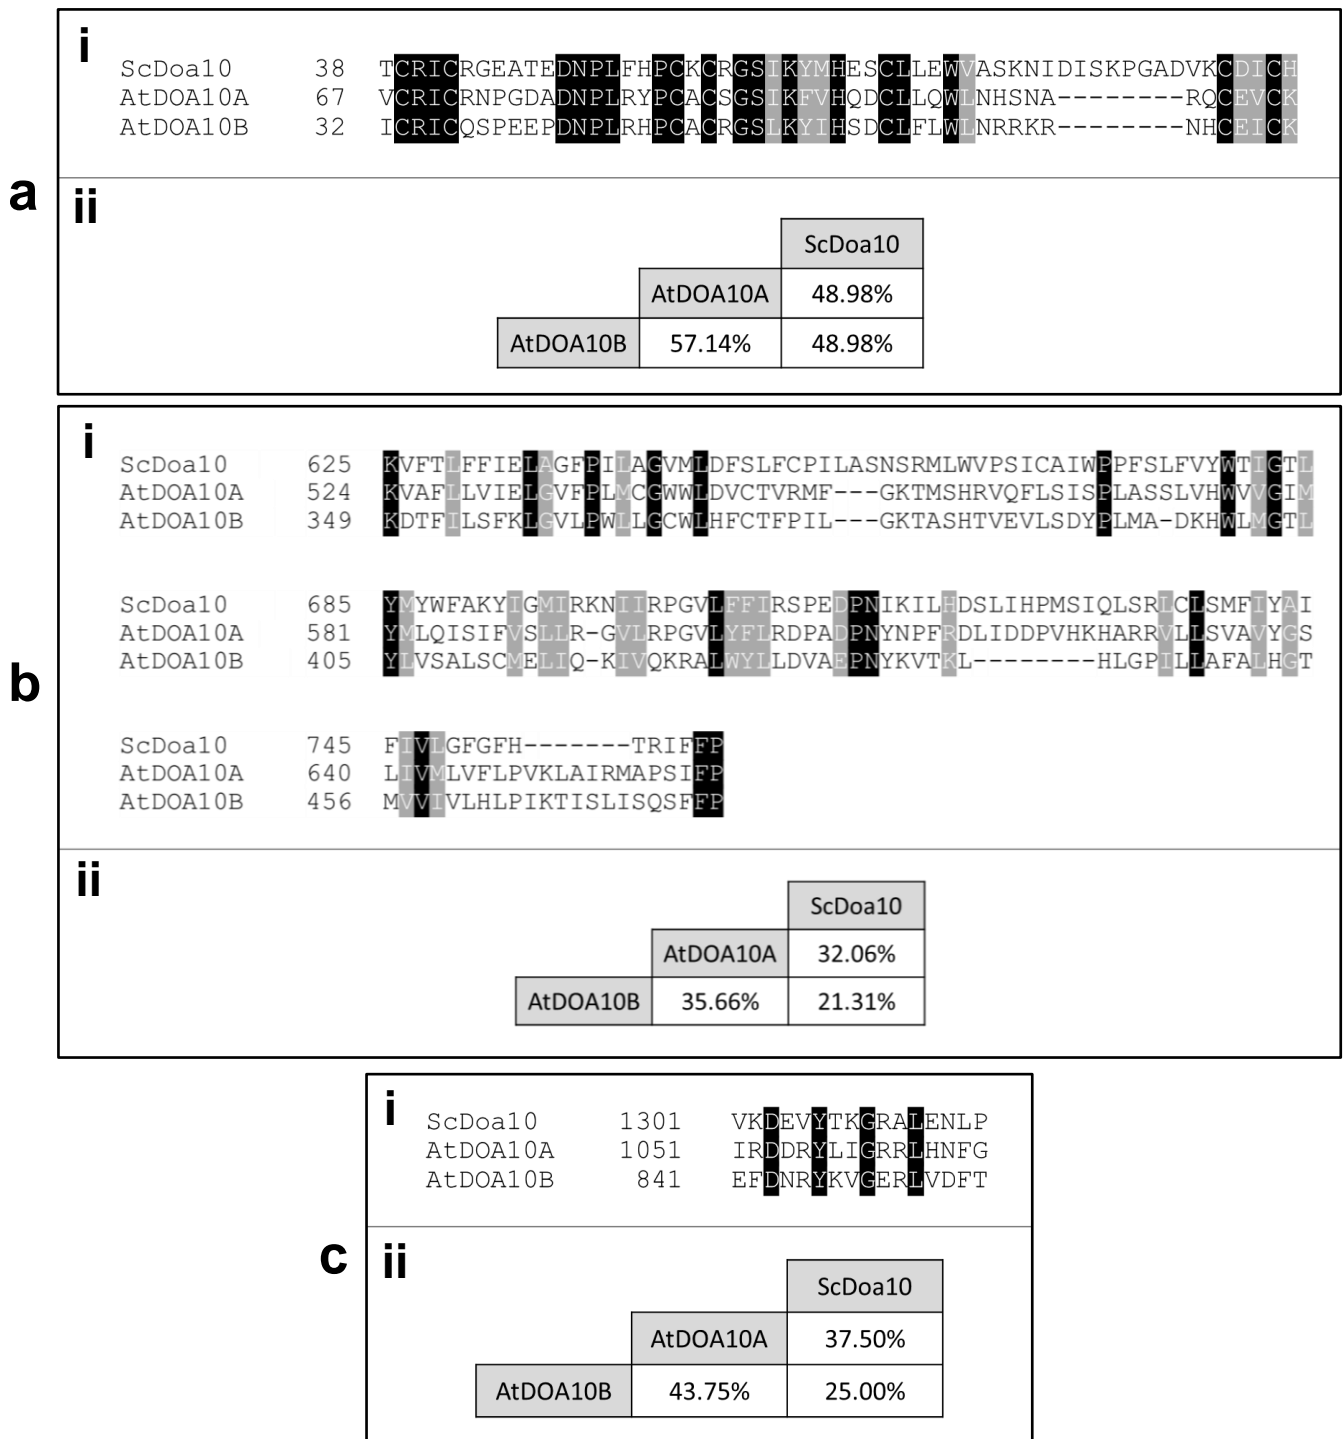 a
i
ScDoa10 38 TCRICRGEATEDNPLFHPCKCRGSIKYMHESCLLEWVASKNIDISKPGADVKCDICH
AtDOA10A 67 VCRICRNPGDADNPLRYPCACSGSIKFVHQDCLLQWLNHSNA--------RQCEVCK
AtDOA10B 32 ICRICQSPEEPDNPLRHPCACRGSLKYIHSDCLFLWLNRRKR--------NHCEICK
ii
ScDoa10
AtDOA10A 48.98%
AtDOA10B 57.14% 48.98%
b
i
ScDoa10 625 KVFTLFFIELAGFPILAGVMLDFSLFCPILASNSRMLWVPSICAIWPPFSLFVYWTIGTL
AtDOA10A 524 KVAFLLVIELGVFPLMCGWWLDVCTVRMF---GKTMSHRVQFLSISPLASSLVHWVVGIM
AtDOA10B 349 KDTFILSFKLGVLPWLLGCWLHFCTFPIL---GKTASHTVEVLSDYPLMA-DKHWLMGTL
ScDoa10 685 YMYWFAKYIGMIRKNIIRPGVLFFIRSPEDPNIKILHDSLIHPMSIQLSRLCLSMFIYAI
AtDOA10A 581 YMLQISIFVSLLR-GVLRPGVLYFLRDPADPNYNPFRDLIDDPVHKHARRVLLSVAVYGS
AtDOA10B 405 YLVSALSCMELIQ-KIVQKRALWYLLDVAEPNYKVTKL--------HLGPILLAFALHGT
ScDoa10 745 FIVLGFGFH-------TRIFFP
AtDOA10A 640 LIVMLVFLPVKLAIRMAPSIFP
AtDOA10B 456 MVVIVLHLPIKTISLISQSFFP
ii
ScDoa10
AtDOA10A 32.06%
AtDOA10B 35.66% 21.31%
c
i
ScDoa10 1301 VKDEVYTKGRALENLP
AtDOA10A 1051 IRDDRYLIGRRLHNFG
AtDOA10B 841 EFDNRYKVGERLVDFT
ii
ScDoa10
AtDOA10A 37.50%
AtDOA10B 43.75% 25.00%